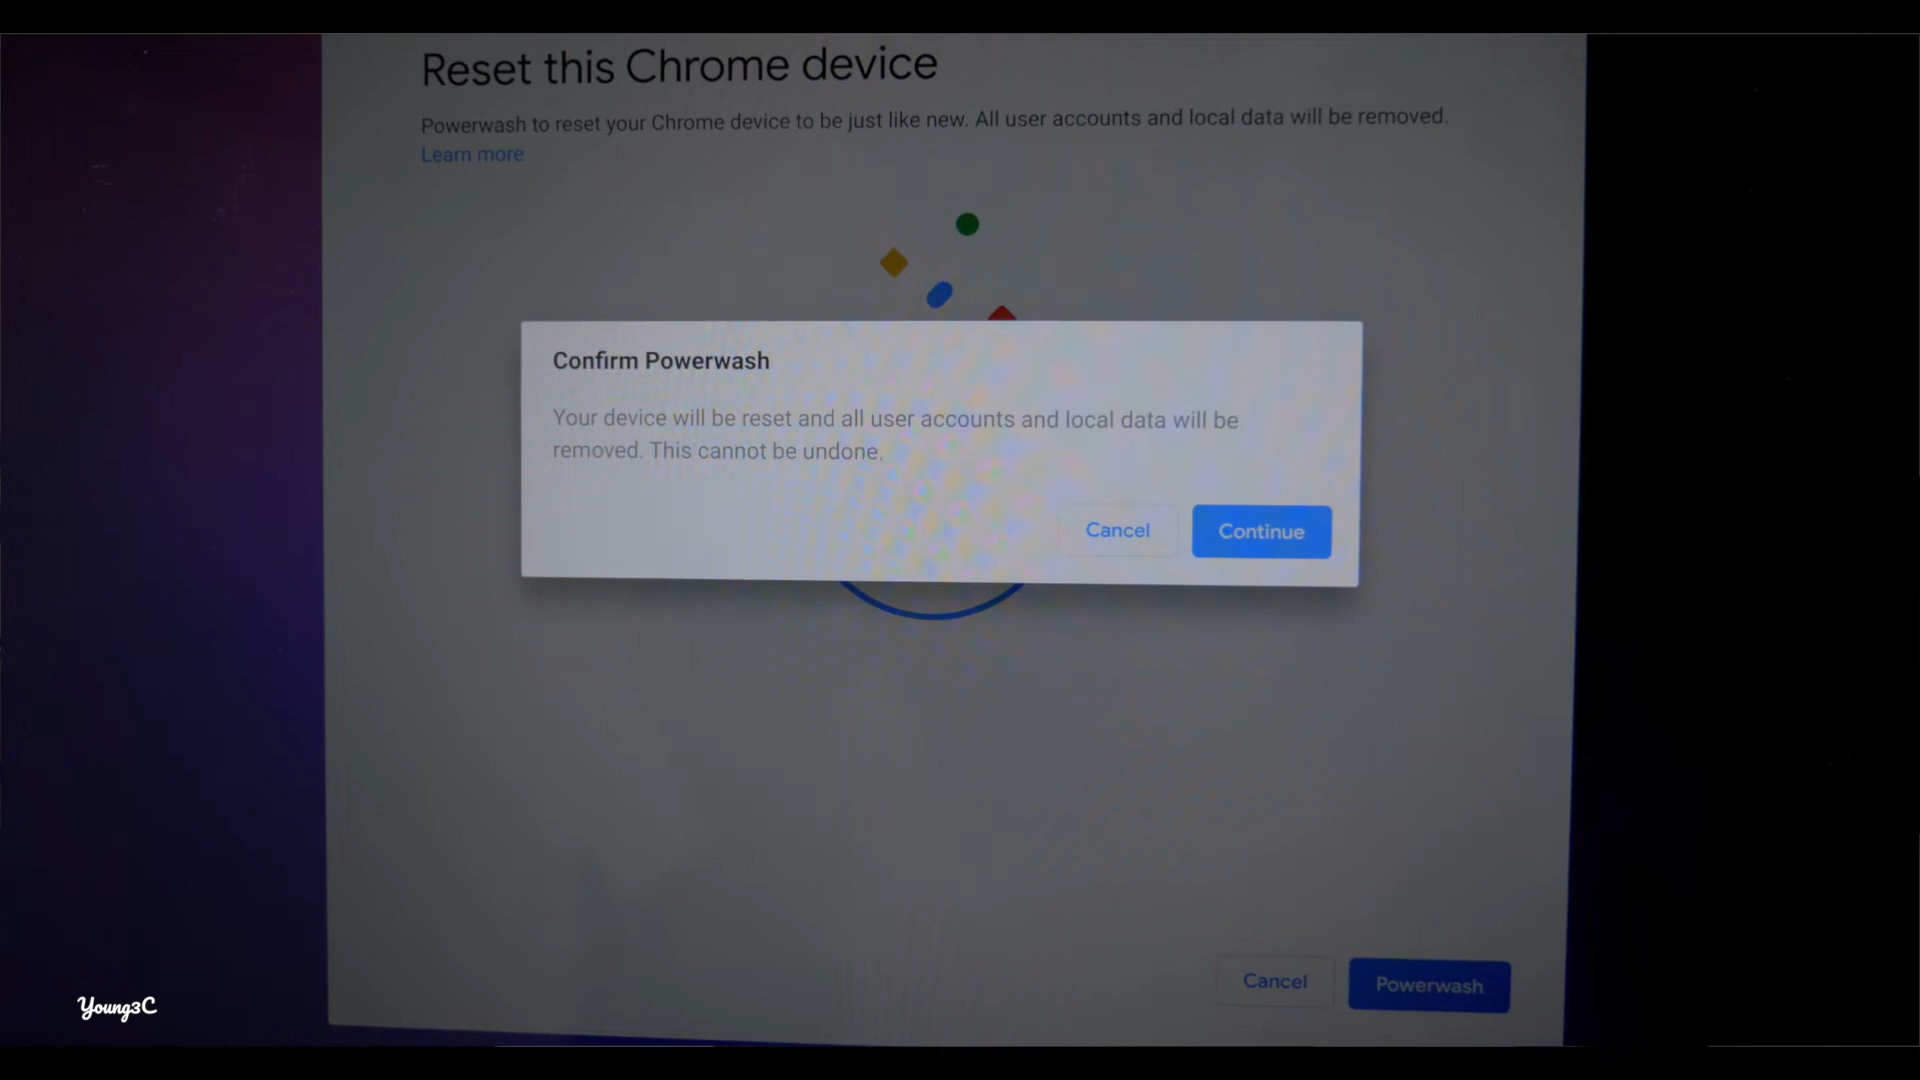 Reset this Chrome device
Powerwash to reset your Chrome device to be just like new. All user accounts and local data will be removed.
Learn more
Confirm Powerwash
Your device will be reset and all user accounts and local data will be
removed. This cannot be undone.
Cancel
Continue
Cancel
Powerwash
Young3C